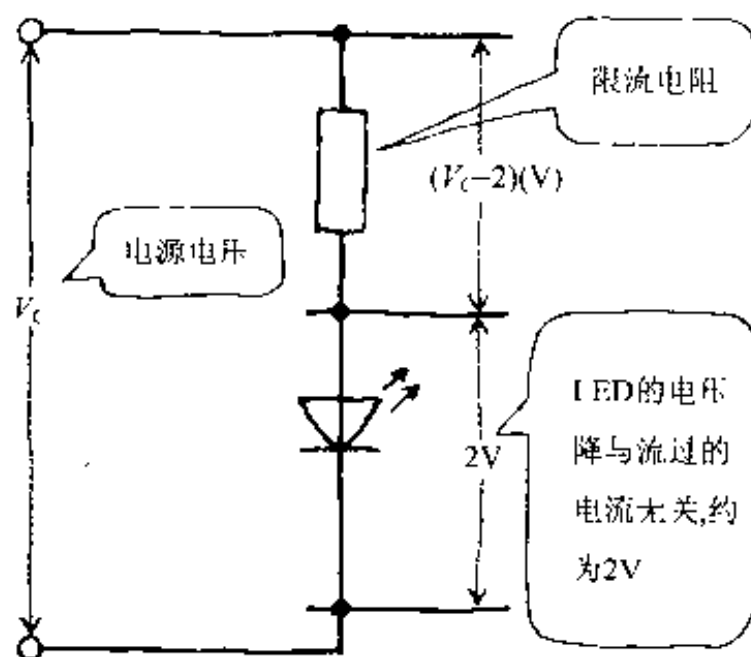 限流电阻
(V_C−2)(V)
电源电压
V_C
2V
LED的电压
降与流过的
电流无关,约
为2V